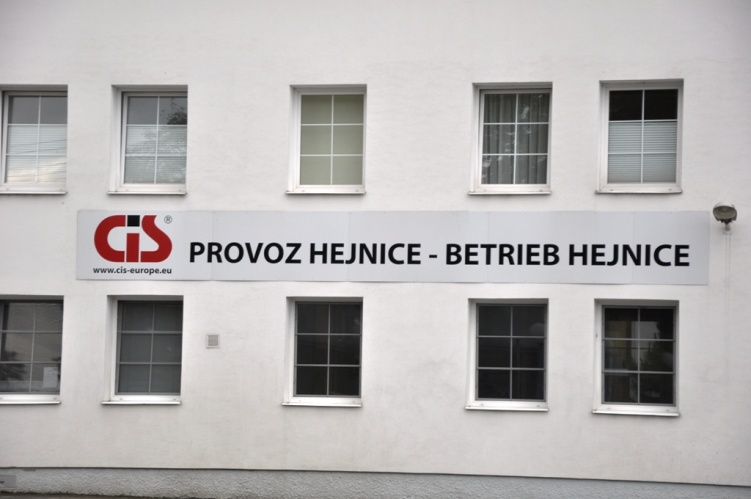 CiS®
www.cis-europe.eu
PROVOZ HEJNICE - BETRIEB HEJNICE